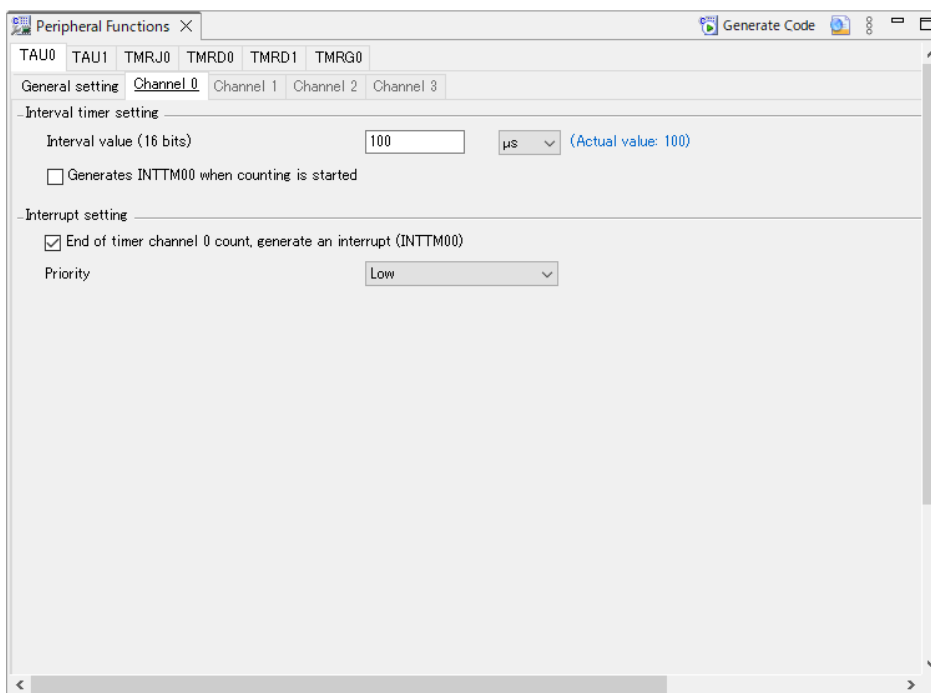 Peripheral Functions Generate Code
TAU0 TAU1 TMRJ0 TMRD0 TMRD1 TMRG0
General setting Channel 0 Channel 1 Channel 2 Channel 3
Interval timer setting
Interval value (16 bits) 100 µs (Actual value: 100)
Generates INTTM00 when counting is started
Interrupt setting
End of timer channel 0 count, generate an interrupt (INTTM00)
Priority Low